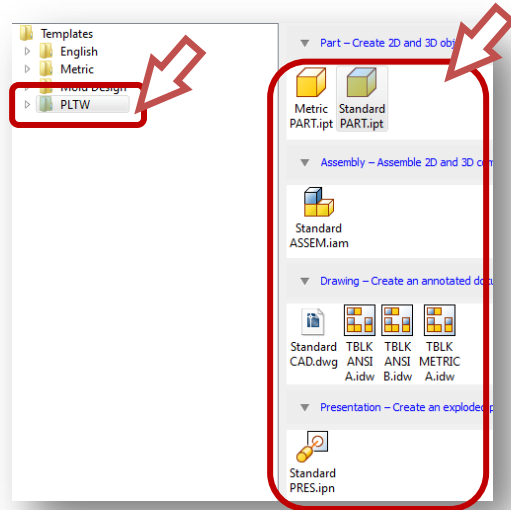 Templates
English
Metric
Mold Design
PLTW
Part – Create 2D and 3D obj
Metric PART.ipt
Standard PART.ipt
Assembly – Assemble 2D and 3D com
Standard ASSEM.iam
Drawing – Create an annotated docu
Standard CAD.dwg
TBLK ANSI A.idw
TBLK ANSI B.idw
TBLK METRIC A.idw
Presentation – Create an exploded p
Standard PRES.ipn